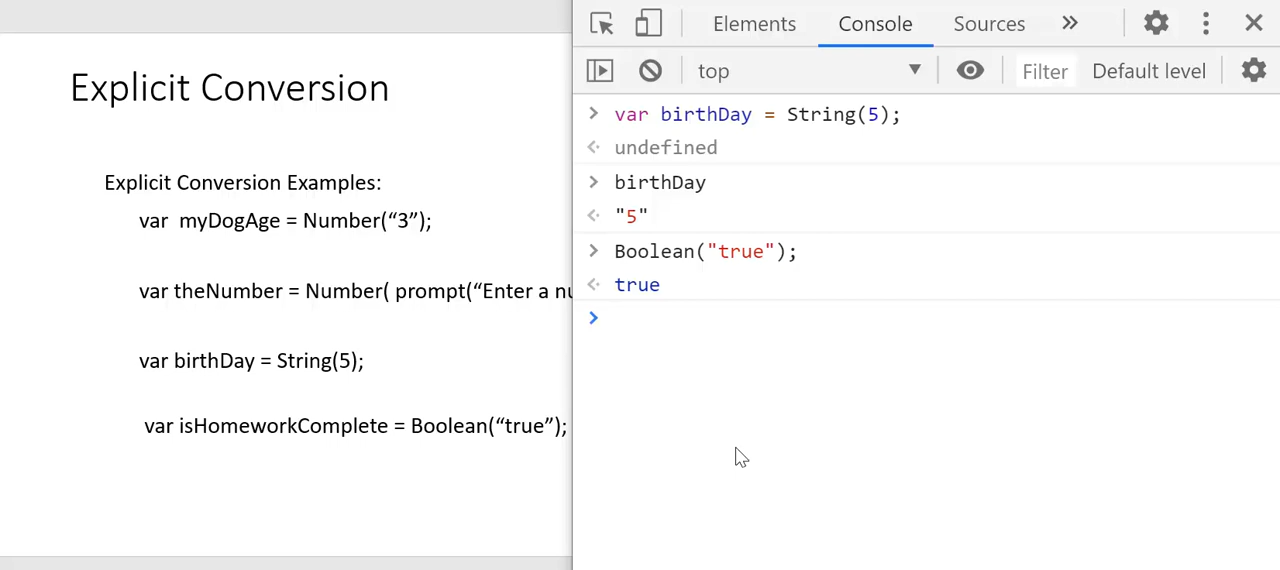 Explicit Conversion
Explicit Conversion Examples:
var myDogAge = Number(“3”);
var theNumber = Number( prompt(“Enter a nu
var birthDay = String(5);
var isHomeworkComplete = Boolean(“true”);
Elements Console Sources
top Filter Default level
var birthDay = String(5);
undefined
birthDay
"5"
Boolean("true");
true